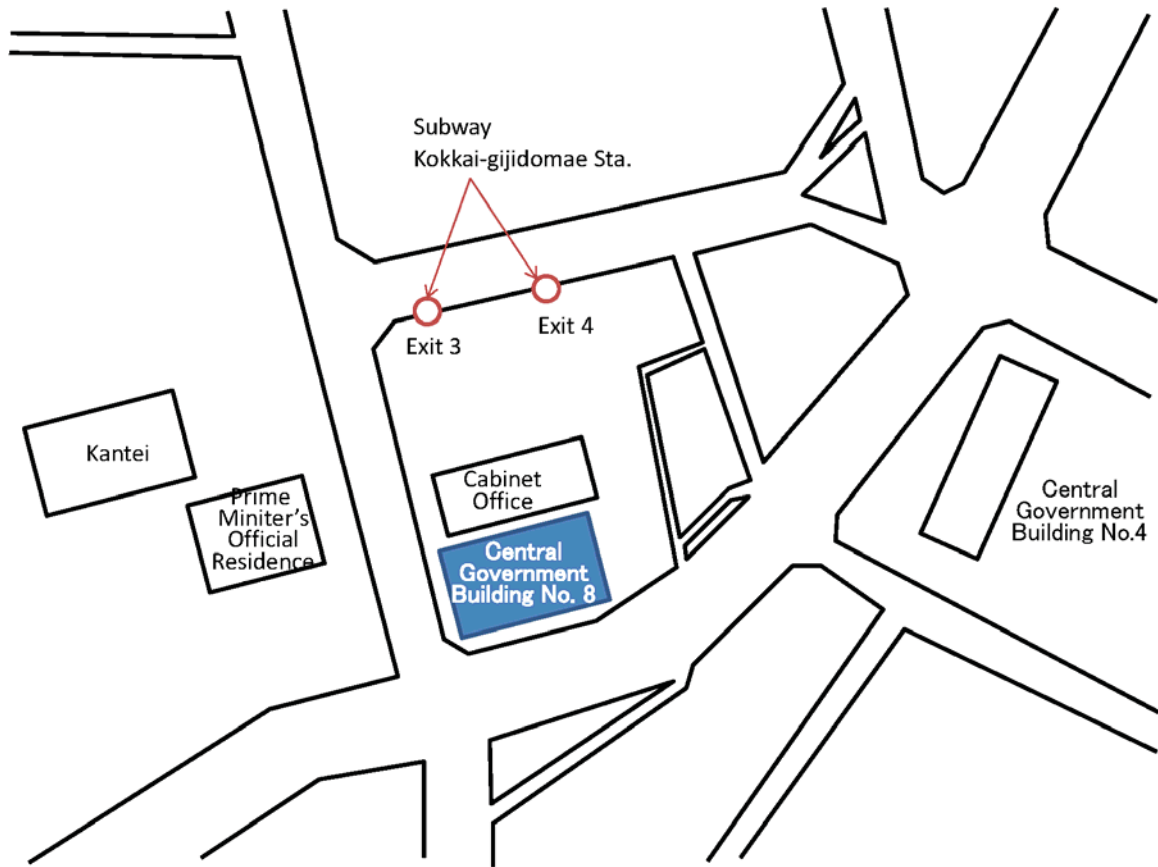 Subway
Kokkai-gijidomae Sta.
Exit 3
Exit 4
Kantei
Prime
Miniter's
Official
Residence
Cabinet
Office
Central
Government
Building No. 8
Central
Government
Building No.4